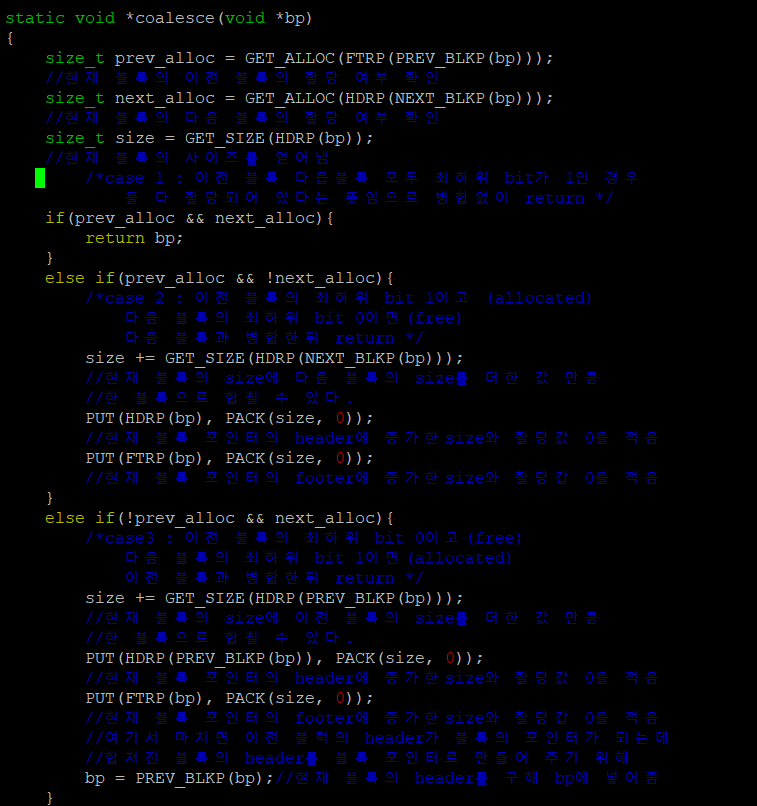 static void *coalesce(void *bp)
{
size_t prev_alloc = GET_ALLOC(FTRP(PREV_BLKP(bp)));
//현재 블록의 이전 블록의 할당 여부 확인
size_t next_alloc = GET_ALLOC(HDRP(NEXT_BLKP(bp)));
//현재 블록의 다음 블록의 할당 여부 확인
size_t size = GET_SIZE(HDRP(bp));
//현재 블록의 사이즈를 얻어냄
/*case 1 : 이전 블록 다음블록 모두 최하위 bit가 1인 경우
둘 다 할당되어 있다는 뜻임으로 병합없이 return */
if(prev_alloc && next_alloc){
return bp;
}
else if(prev_alloc && !next_alloc){
/*case 2 : 이전 블록의 최하위 bit 1이고 (allocated)
다음 블록의 최하위 bit 0이면(free)
다음 블록과 병합한뒤 return */
size += GET_SIZE(HDRP(NEXT_BLKP(bp)));
//현재 블록의 size에 다음 블록의 size를 더한 값 만큼
//한 블록으로 합칠 수 있다.
PUT(HDRP(bp), PACK(size, 0));
//현재 블록 포인터의 header에 증가한size와 할당값 0을 적음
PUT(FTRP(bp), PACK(size, 0));
//현재 블록 포인터의 footer에 증가한size와 할당값 0을 적음
}
else if(!prev_alloc && next_alloc){
/*case3 : 이전 블록의 최하위 bit 0이고(free)
다음 블록의 최하위 bit 1이면(allocated)
이전 블록과 병합한뒤 return */
size += GET_SIZE(HDRP(PREV_BLKP(bp)));
//현재 블록의 size에 이전 블록의 size를 더한 값 만큼
//한 블록으로 합칠 수 있다.
PUT(HDRP(PREV_BLKP(bp)), PACK(size, 0));
//현재 블록 포인터의 header에 증가한size와 할당값 0을 적음
PUT(FTRP(bp), PACK(size, 0));
//현재 블록 포인터의 footer에 증가한size와 할당값 0을 적음
//여기서 마치면 이전 블럭의 header가 블록의 포인터가 되는데
//합쳐진 블록의 header를 블록 포인터로 만들어 주기 위해
bp = PREV_BLKP(bp);//현재 블록의 header를 구해 bp에 넣어줌
}